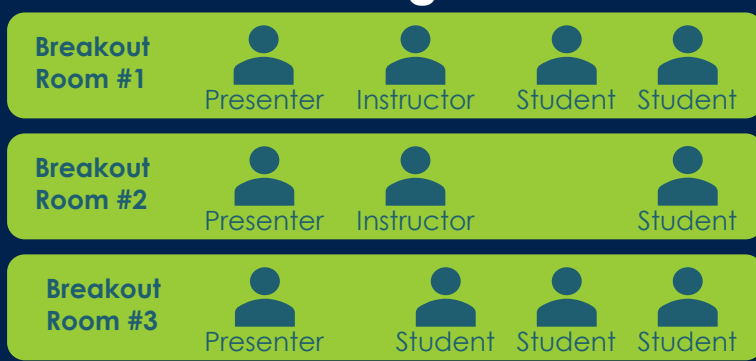 Breakout
Room #1
Presenter Instructor Student Student
Breakout
Room #2
Presenter Instructor Student
Breakout
Room #3
Presenter Student Student Student